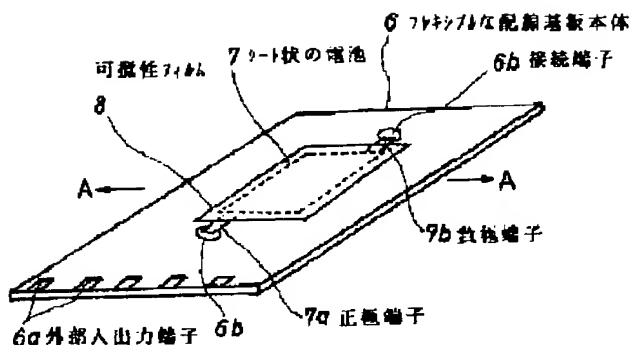 6 フレキシブルな配線基板本体
7 シート状の電池
6b 接続端子
可撓性フィルム
8
A
A
7b 負極端子
6a 外部入出力端子
6b
7a 正極端子